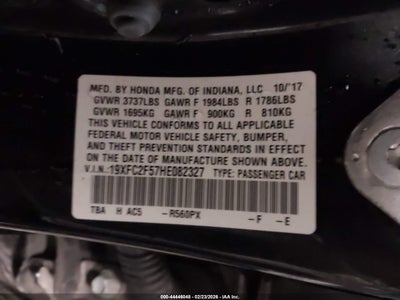 MFD. BY HONDA MFG. OF INDIANA, LLC 10/'17
GVWR 3737LBS GAWR F 1984LBS R 1786LBS
GVWR 1695KG GAWR F 900KG R 810KG
THIS VEHICLE CONFORMS TO ALL APPLICABLE
FEDERAL MOTOR VEHICLE SAFETY, BUMPER,
AND THEFT PREVENTION STANDARDS IN EFFECT
ON THE DATE OF MANUFACTURE SHOWN ABOVE.
V.I.N.: 19XFC2F57HE082327 TYPE: PASSENGER CAR
TBA H AC5 -R560PX -F -E
000-44446048 - 02/23/2026 - IAA Inc.